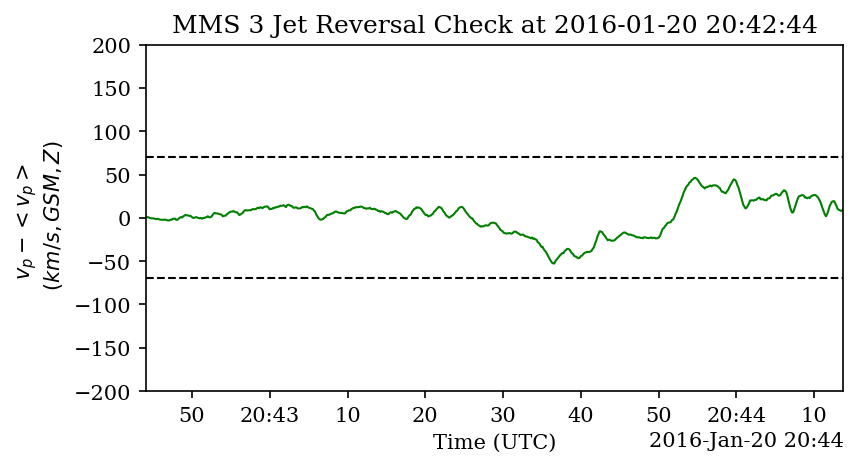 MMS 3 Jet Reversal Check at 2016-01-20 20:42:44
200
150
100
50
0
−50
−100
−150
−200
v_p − < v_p >
(km/s, GSM, Z)
50 20:43 10 20 30 40 50 20:44 10
Time (UTC)
2016-Jan-20 20:44